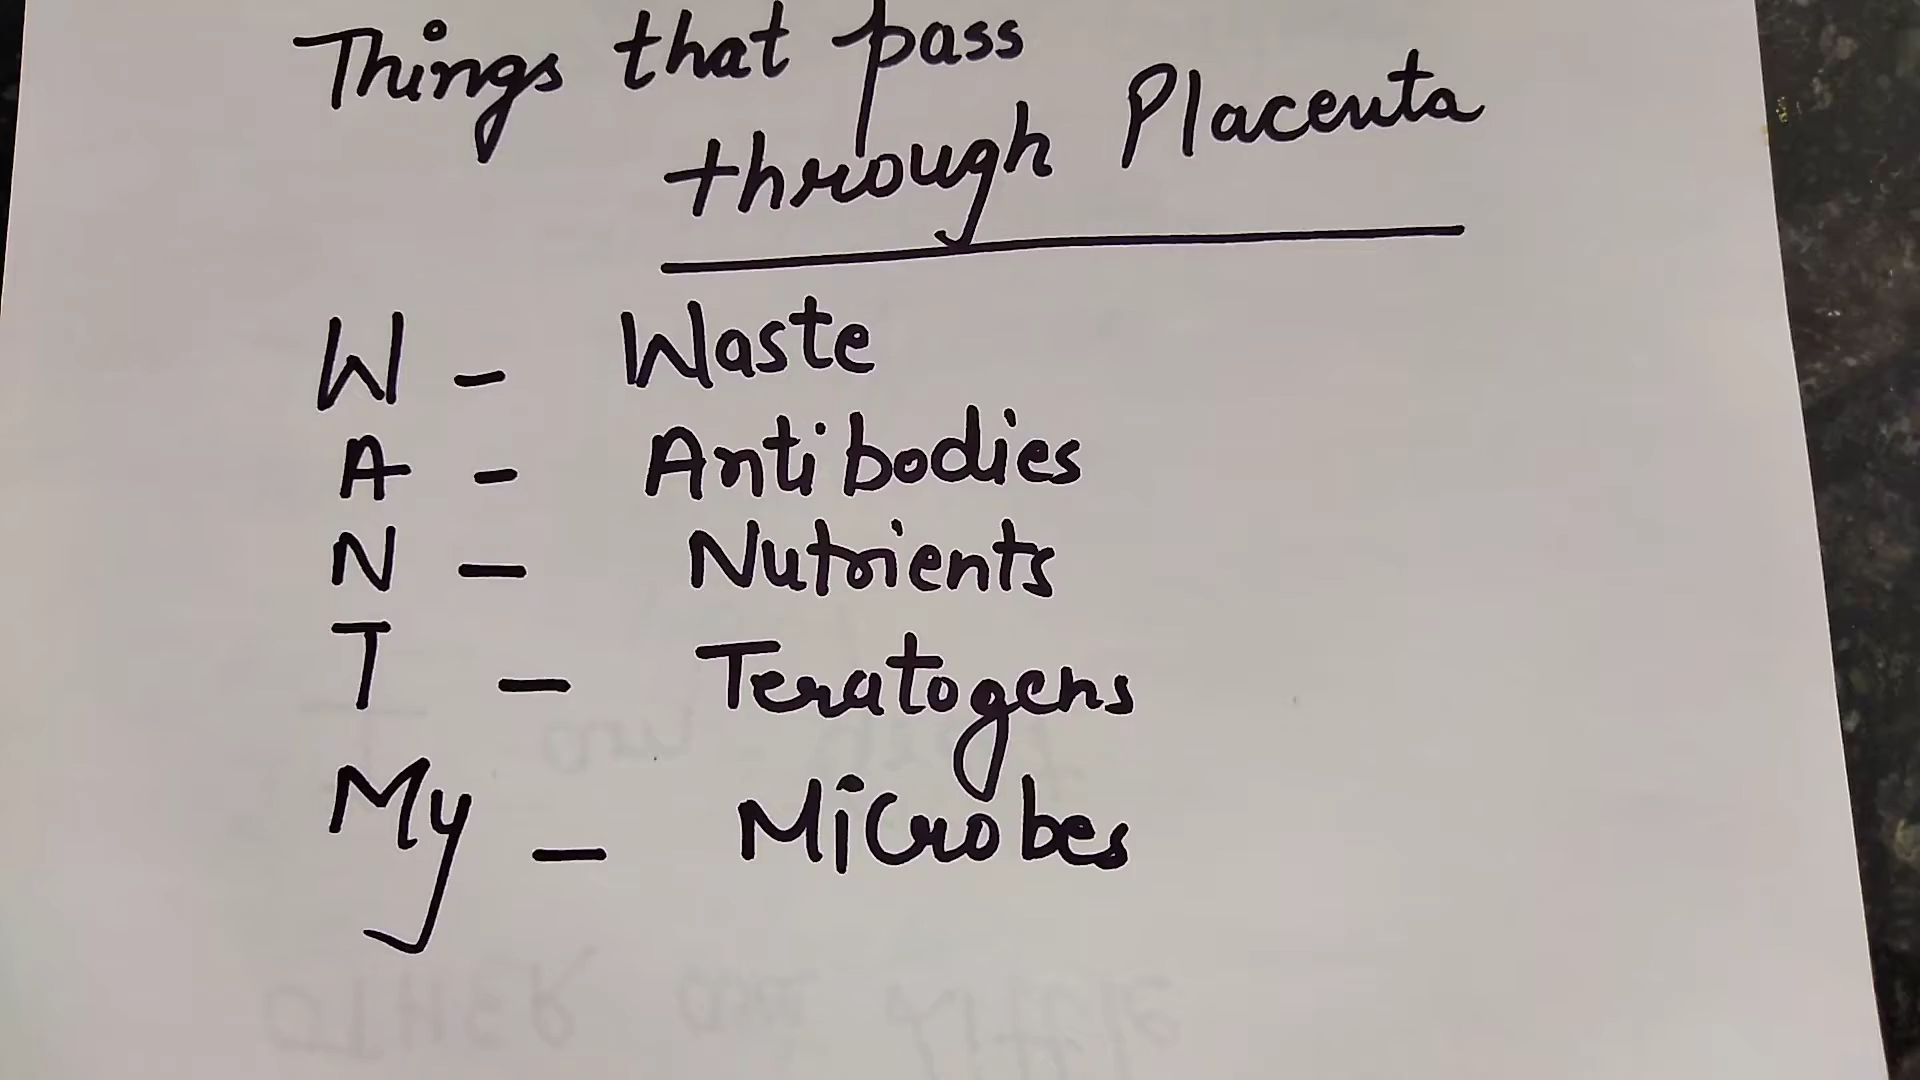 Things that pass
through Placenta
W - Waste
A - Antibodies
N - Nutrients
T - Teratogens
My - Microbes